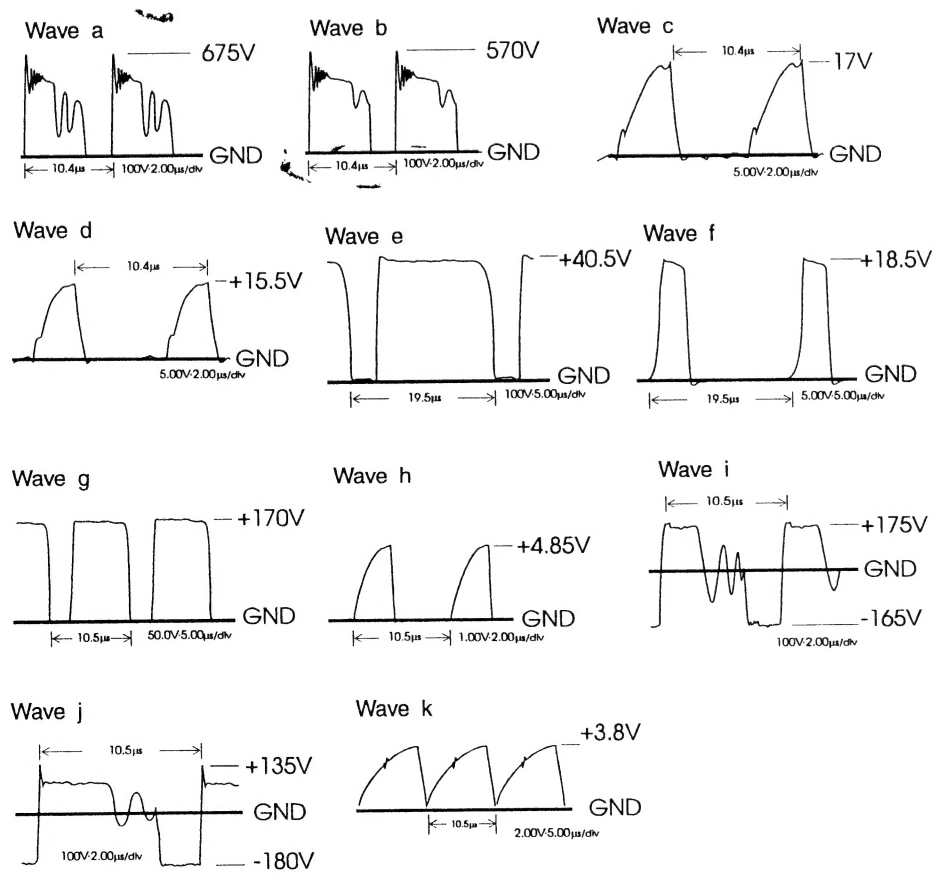 Wave a
675V
GND
10.4µs
100V·2.00µs/div
Wave b
570V
GND
10.4µs
100V·2.00µs/div
Wave c
10.4µs
17V
GND
5.00V·2.00µs/div
Wave d
10.4µs
+15.5V
GND
5.00V·2.00µs/div
Wave e
+40.5V
GND
19.5µs
100V·5.00µs/div
Wave f
+18.5V
GND
19.5µs
5.00V·5.00µs/div
Wave g
+170V
GND
10.5µs
50.0V·5.00µs/div
Wave h
+4.85V
GND
10.5µs
1.00V·2.00µs/div
Wave i
10.5µs
+175V
GND
-165V
100V·2.00µs/div
Wave j
10.5µs
+135V
GND
-180V
100V·2.00µs/div
Wave k
+3.8V
GND
10.5µs
2.00V·5.00µs/div